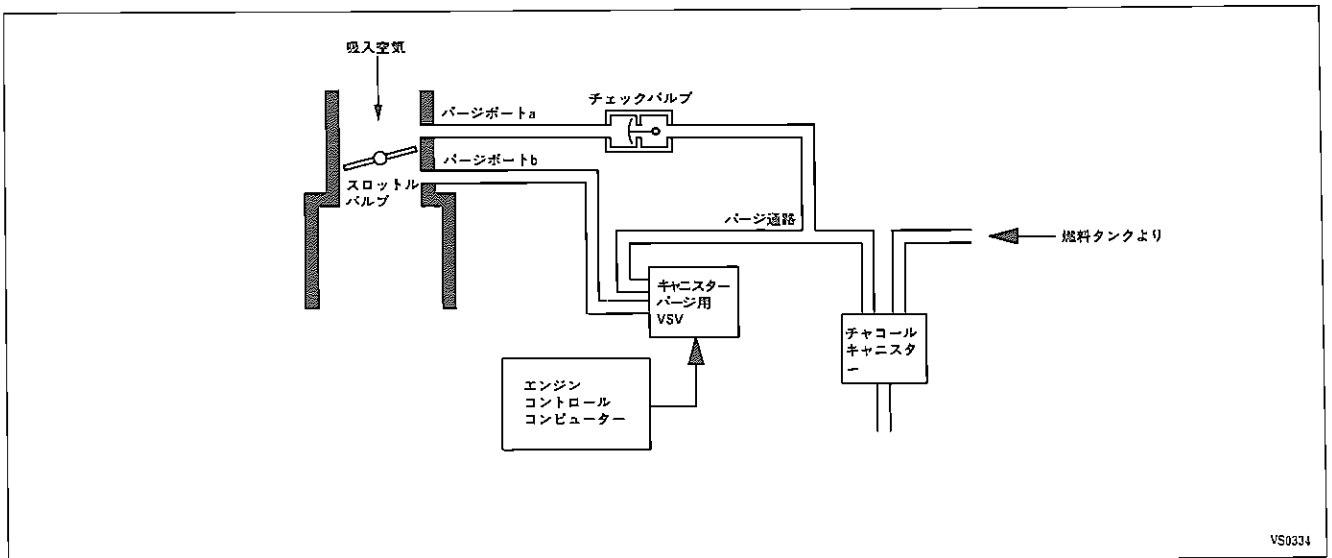 吸入空気
パージポートa
チェックバルブ
パージポートb
スロットル
バルブ
パージ通路
燃料タンクより
キャニスター
パージ用
VSV
チャコール
キャニスタ
ー
エンジン
コントロール
コンピューター
VS0334